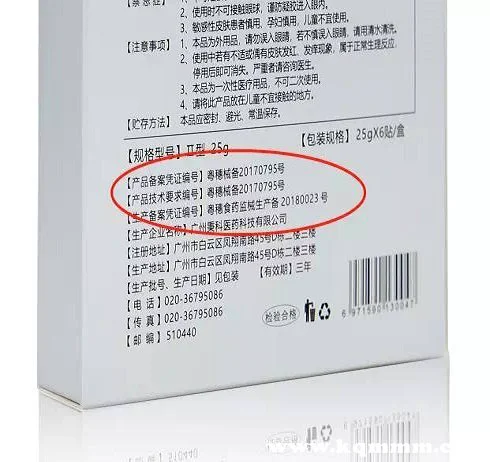 2、使用时不可接触眼球,谨防凝胶进入眼内。
3、敏感性皮肤患者慎用,孕妇慎用,儿童不宜使用。
【注意事项】 1、本品为外用品,请勿误入眼睛,若不慎误入眼睛,请用清水清洗。
2、使用中若有不适或偶有皮肤发红、发痒现象,属于正常生理反应,
停用后即可消失。严重者请咨询医生。
3、本品为一次性医疗用品,不可二次使用。
4、请将此产品放在儿童不宜接触的地方。
【贮存方法】 本品应密封、避光、常温保存。
【规格型号】II型 25g 【包装规格】25gX6贴/盒
【产品备案凭证编号】粤穗械备20170795号
【产品技术要求编号】粤穗械备20170795号
【生产备案凭证编号】粤穗食药监械生产备 20180023 号
【生产企业名称】广州秉科医药科技有限公司
【注册地址】广州市白云区凤翔南路45号D栋二楼三楼
【生产地址】广州市白云区凤翔南路45号D栋二楼三楼
【生产批号、生产日期】见包装 【有效期】三年
【电 话】020-36795086
【传 真】020-36795086
【邮 编】510440
检验合格
6 971590 130047